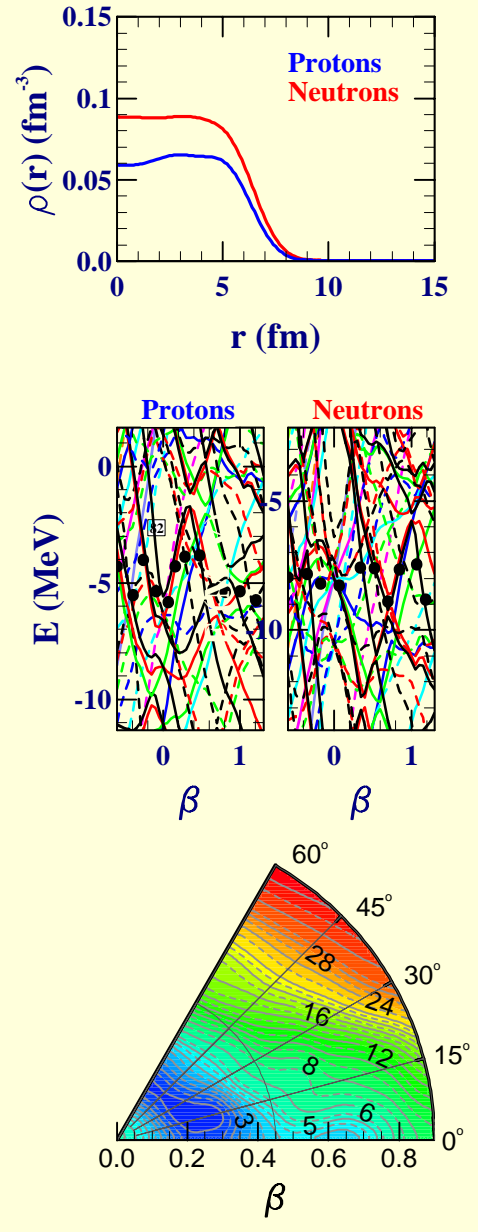 0.15
Protons
Neutrons
0.1
0.05
0.0
ρ(r) (fm⁻³)
0 5 10 15
r (fm)
Protons Neutrons
0
-5
-10
E (MeV)
82
-5
-10
0 1 0 1
β β
60°
45°
30°
15°
0°
28
24
16
12
8
3
5
6
0.0 0.2 0.4 0.6 0.8
β